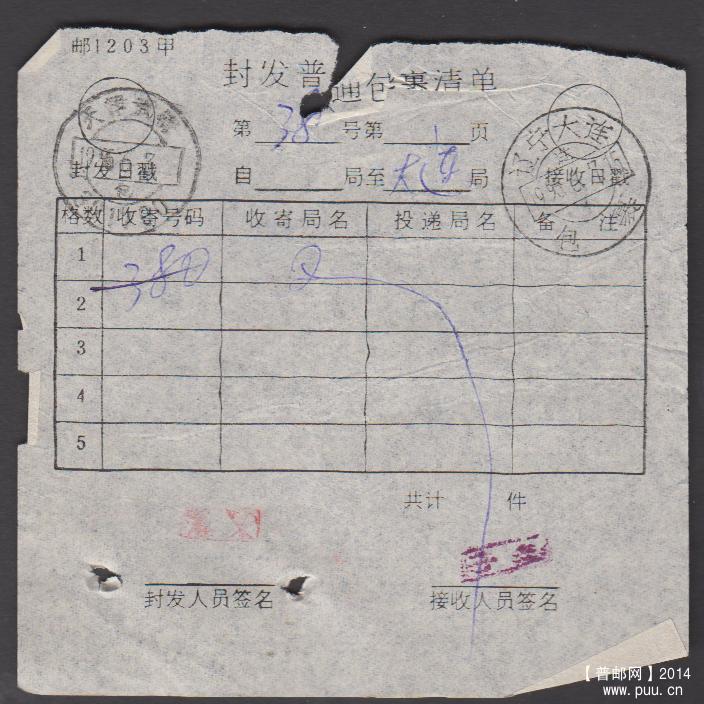 邮1203甲
封发普通包裹清单
第 38 号第 1 页
自 局至 大连 局
封发日戳
接收日戳
辽宁大连
包
格数 收寄号码 收寄局名 投递局名 备 注
1 380
2
3
4
5
共计 件
封发人员签名
接收人员签名
【普邮网】2014
www.puu.cn